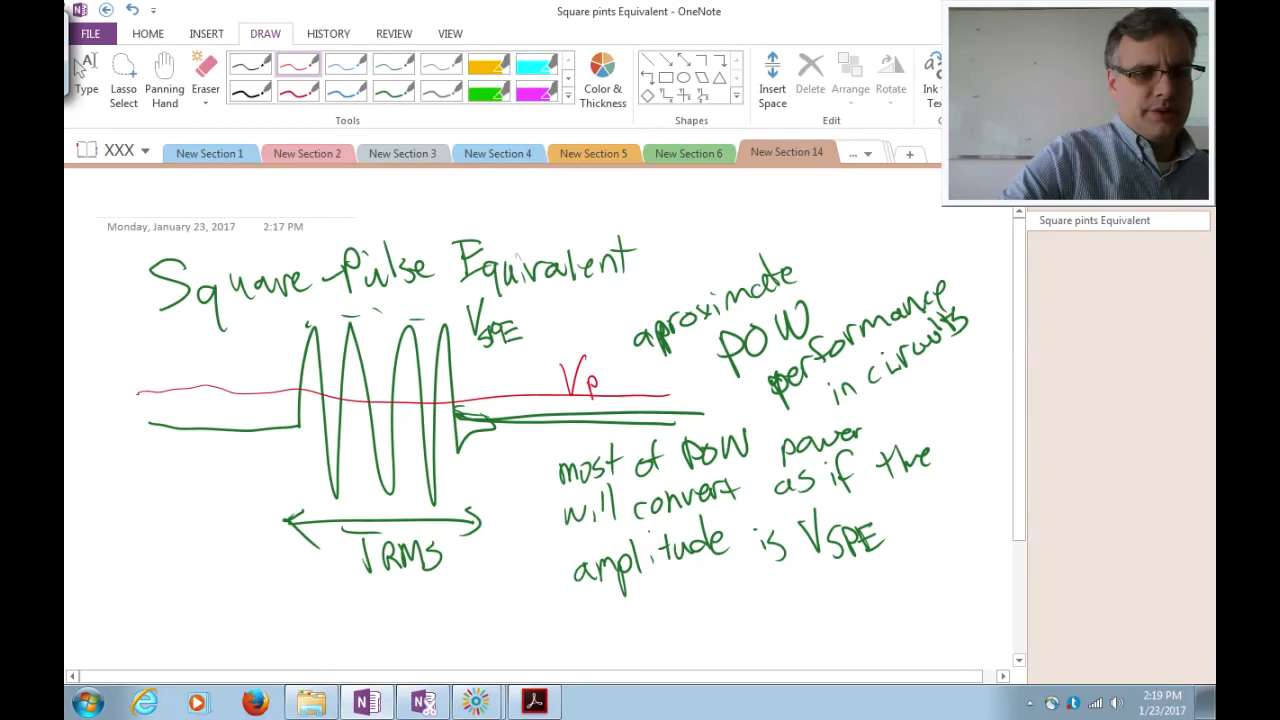 Square pints Equivalent - OneNote
FILE HOME INSERT DRAW HISTORY REVIEW VIEW
Type
Lasso Select
Panning Hand
Eraser
Color & Thickness
Insert Space
Delete
Arrange
Rotate
Ink to
Tools
Shapes
Edit
XXX New Section 1 New Section 2 New Section 3 New Section 4 New Section 5 New Section 6 New Section 14 ...
Square pints Equivalent
Monday, January 23, 2017 2:17 PM
Square Pulse Equivalent
VSPE
aproximate
POW
performance
in circuits
Vp
most of POW power
will convert as if the
amplitude is VSPE
TRMS
2:19 PM
1/23/2017